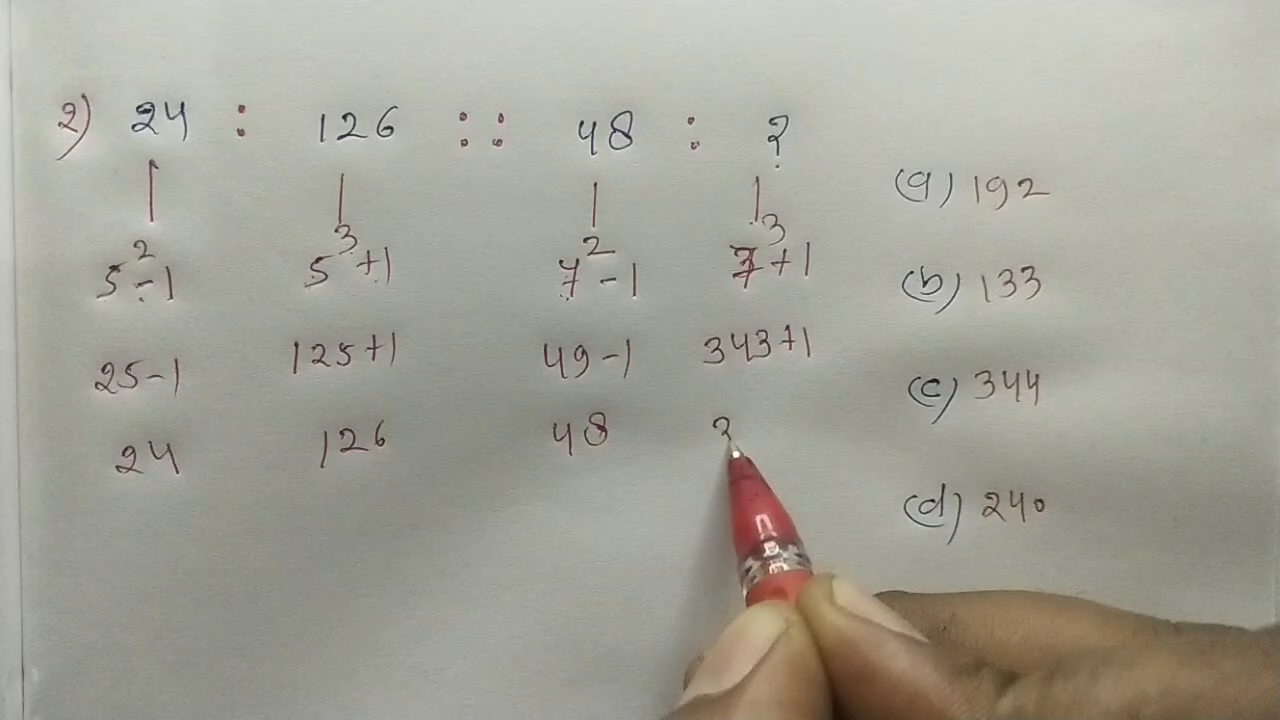 2) 24 : 126 :: 48 : ?
(a) 192
5²-1 5³+1 7²-1 7³+1
(b) 133
25-1 125+1 49-1 343+1
(c) 344
24 126 48
(d) 240